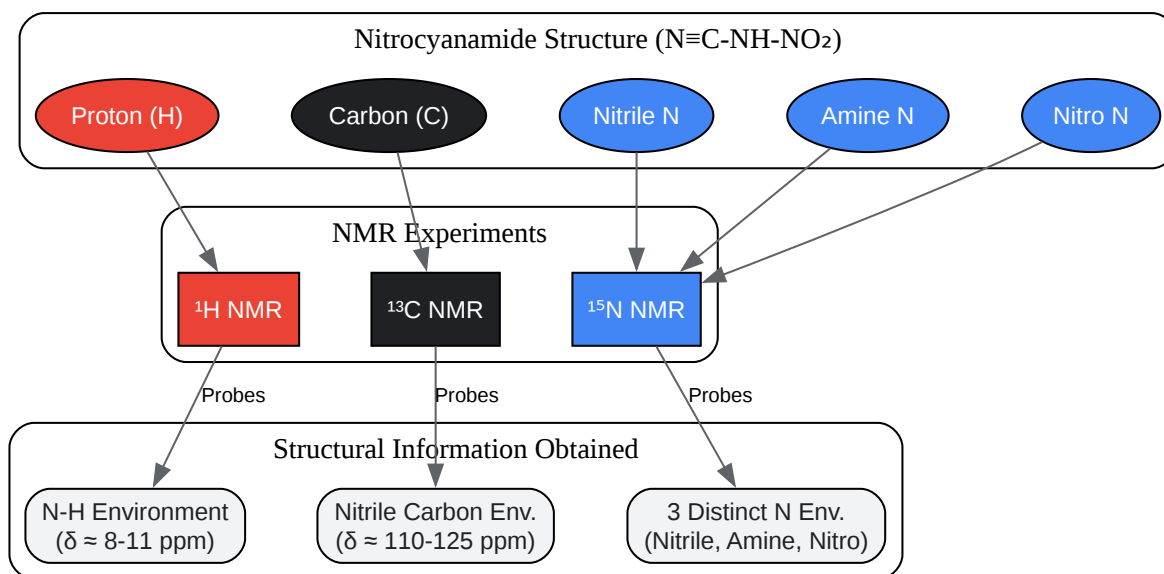 Nitrocyanamide Structure (N≡C-NH-NO₂)
Proton (H)
Carbon (C)
Nitrile N
Amine N
Nitro N
NMR Experiments
¹H NMR
¹³C NMR
¹⁵N NMR
Probes
Probes
Probes
Structural Information Obtained
N-H Environment
(δ ≈ 8-11 ppm)
Nitrile Carbon Env.
(δ ≈ 110-125 ppm)
3 Distinct N Env.
(Nitrile, Amine, Nitro)